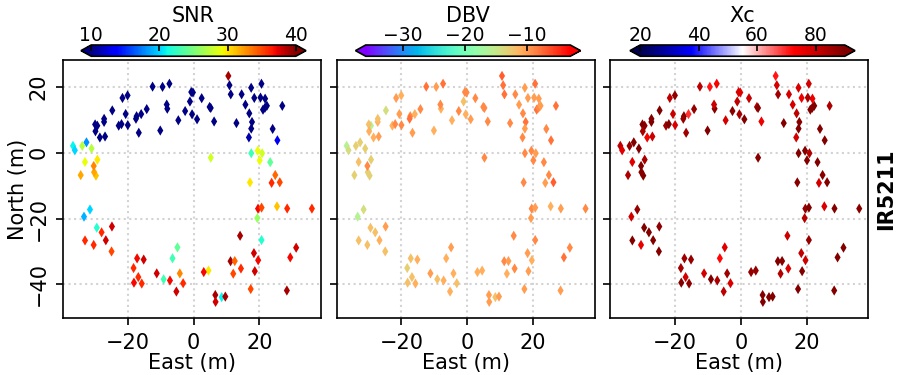 SNR DBV Xc
10 20 30 40 −30 −20 −10 20 40 60 80
20
0
−20
−40
North (m)
IR5211
−20 0 20 −20 0 20 −20 0 20
East (m) East (m) East (m)